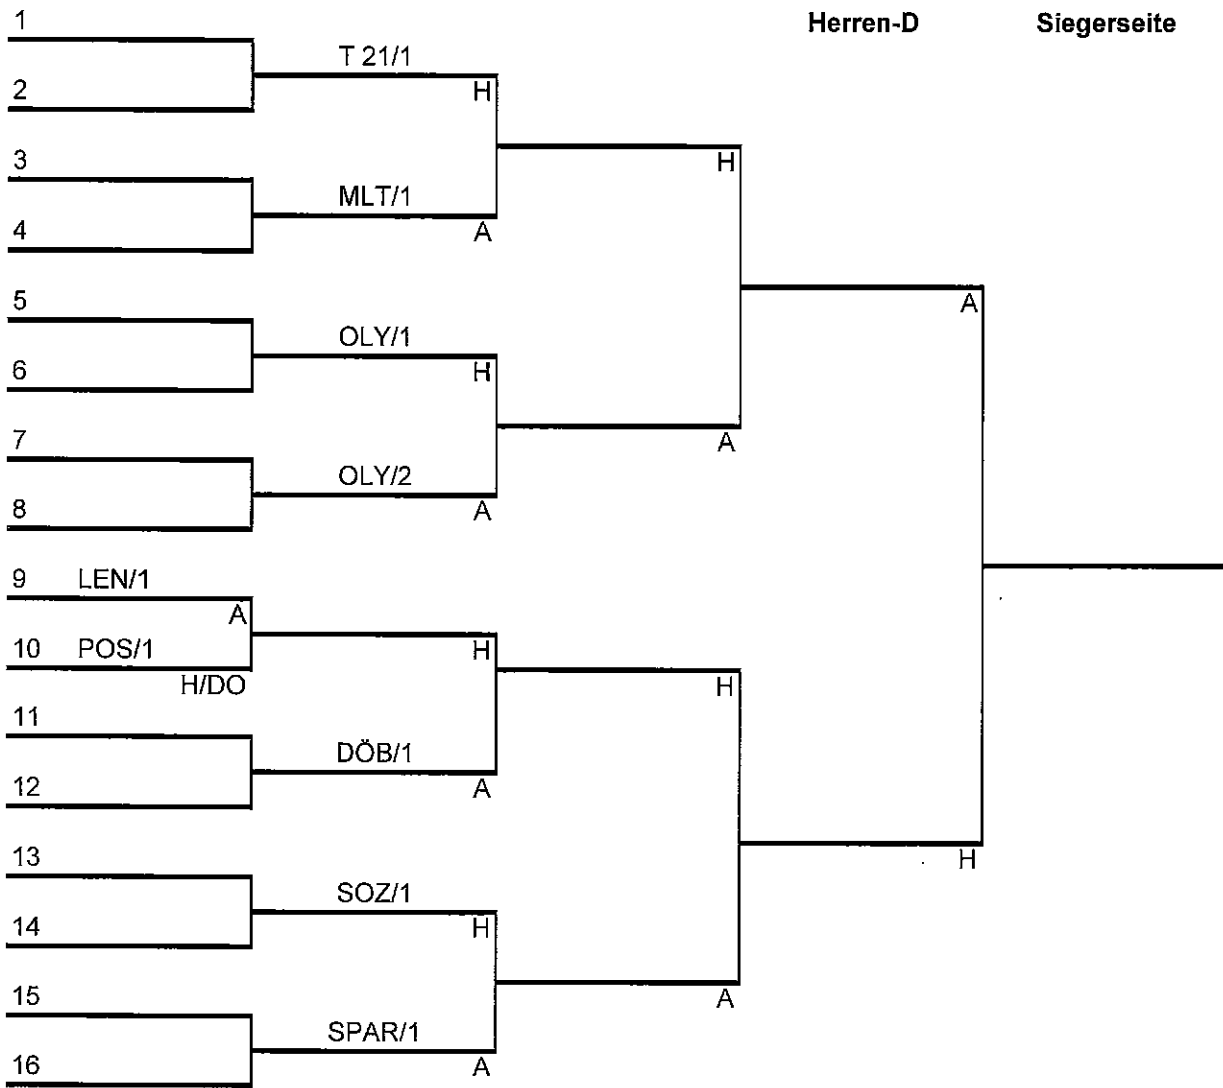 1 Herren-D Siegerseite
T 21/1
2 H
3 H
MLT/1
4 A
5 A
OLY/1
6 H
7 A
OLY/2
8 A
9 LEN/1
A
10 POS/1 H
H/DO H
11
DÖB/1
12 A
13 H
SOZ/1
14 H
15 A
SPAR/1
16 A